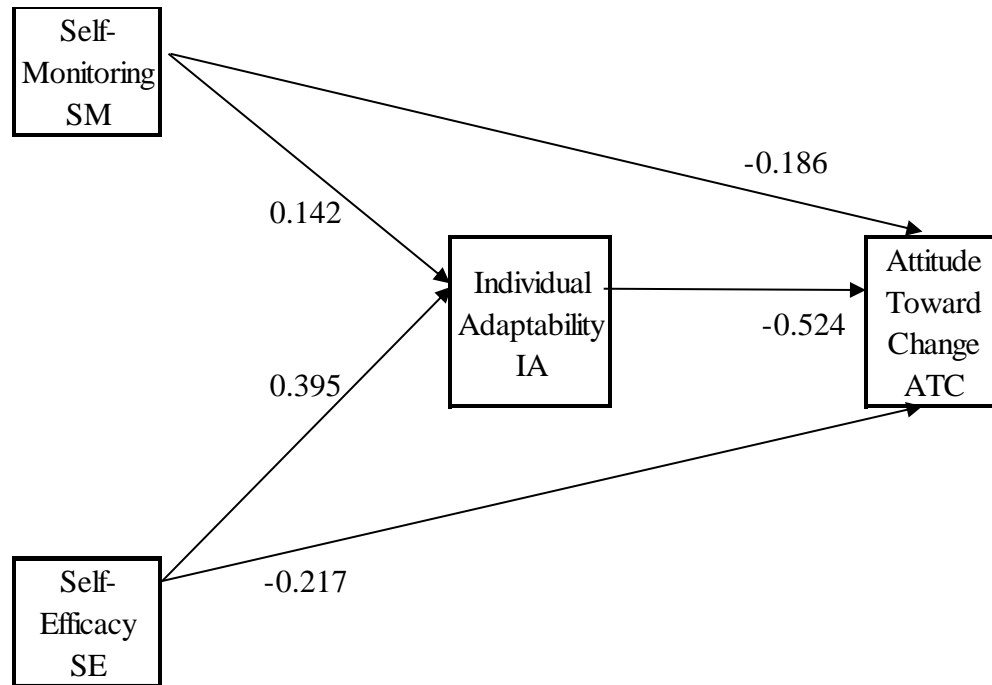 Self-
Monitoring
SM
-0.186
0.142
Individual
Adaptability
IA
Attitude
Toward
Change
ATC
-0.524
0.395
Self-
Efficacy
SE
-0.217